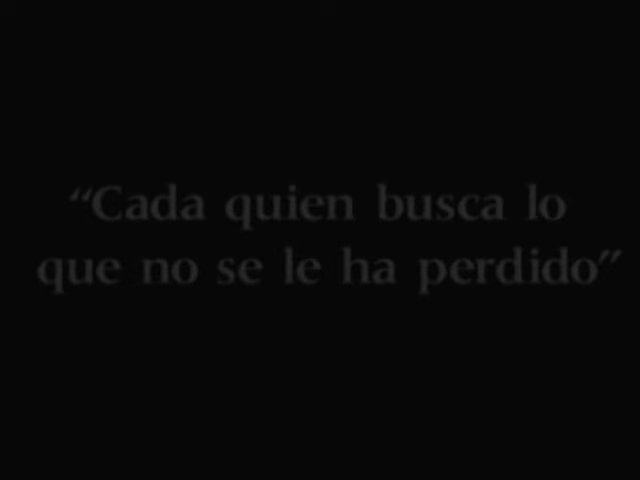 “Cada quien busca lo
que no se le ha perdido”